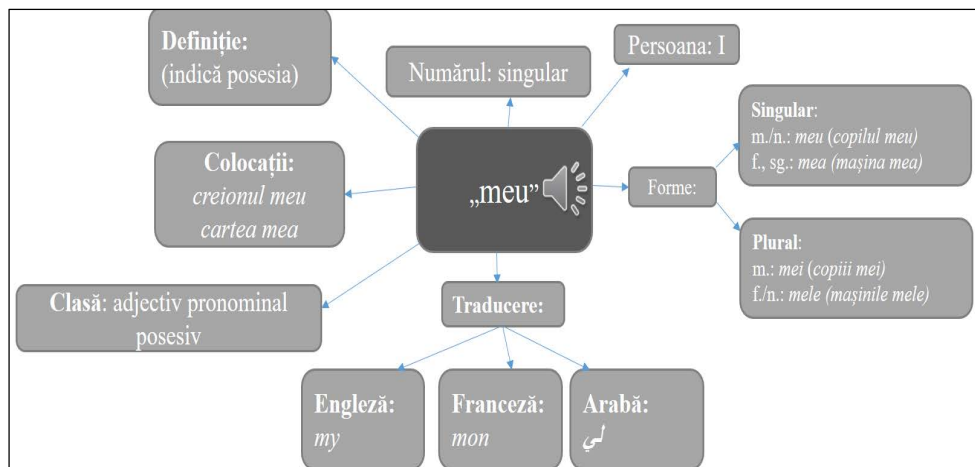 Definiție:
(indică posesia)
Numărul: singular
Persoana: I
Colocații:
creionul meu
cartea mea
„meu”
Forme:
Singular:
m./n.: meu (copilul meu)
f., sg.: mea (mașina mea)
Plural:
m.: mei (copiii mei)
f./n.: mele (mașinile mele)
Clasă: adjectiv pronominal
posesiv
Traducere:
Engleză:
my
Franceză:
mon
Arabă:
لي